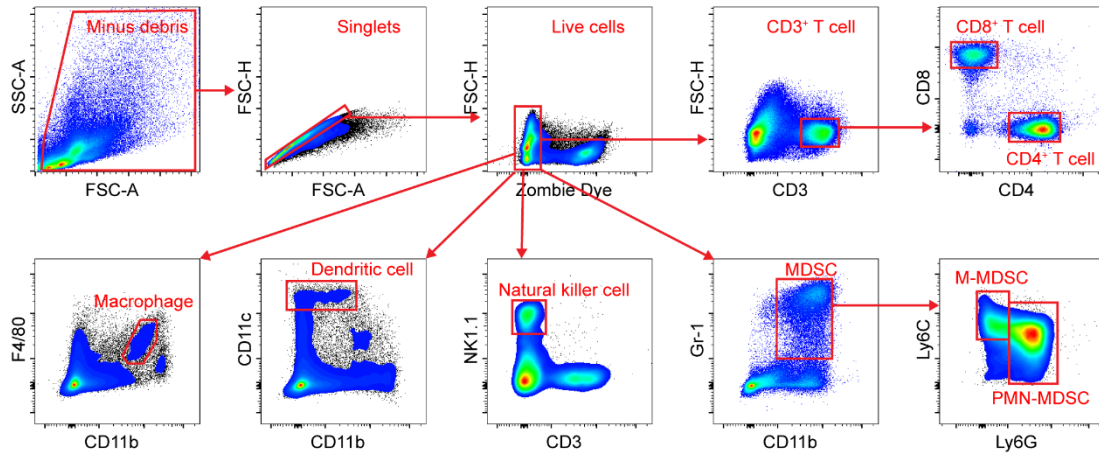 Minus debris
SSC-A
FSC-A
Singlets
FSC-H
FSC-A
Live cells
FSC-H
Zombie Dye
CD3⁺ T cell
FSC-H
CD3
CD8⁺ T cell
CD8
CD4⁺ T cell
CD4
Macrophage
F4/80
CD11b
Dendritic cell
CD11c
CD11b
Natural killer cell
NK1.1
CD3
MDSC
Gr-1
CD11b
M-MDSC
Ly6C
PMN-MDSC
Ly6G